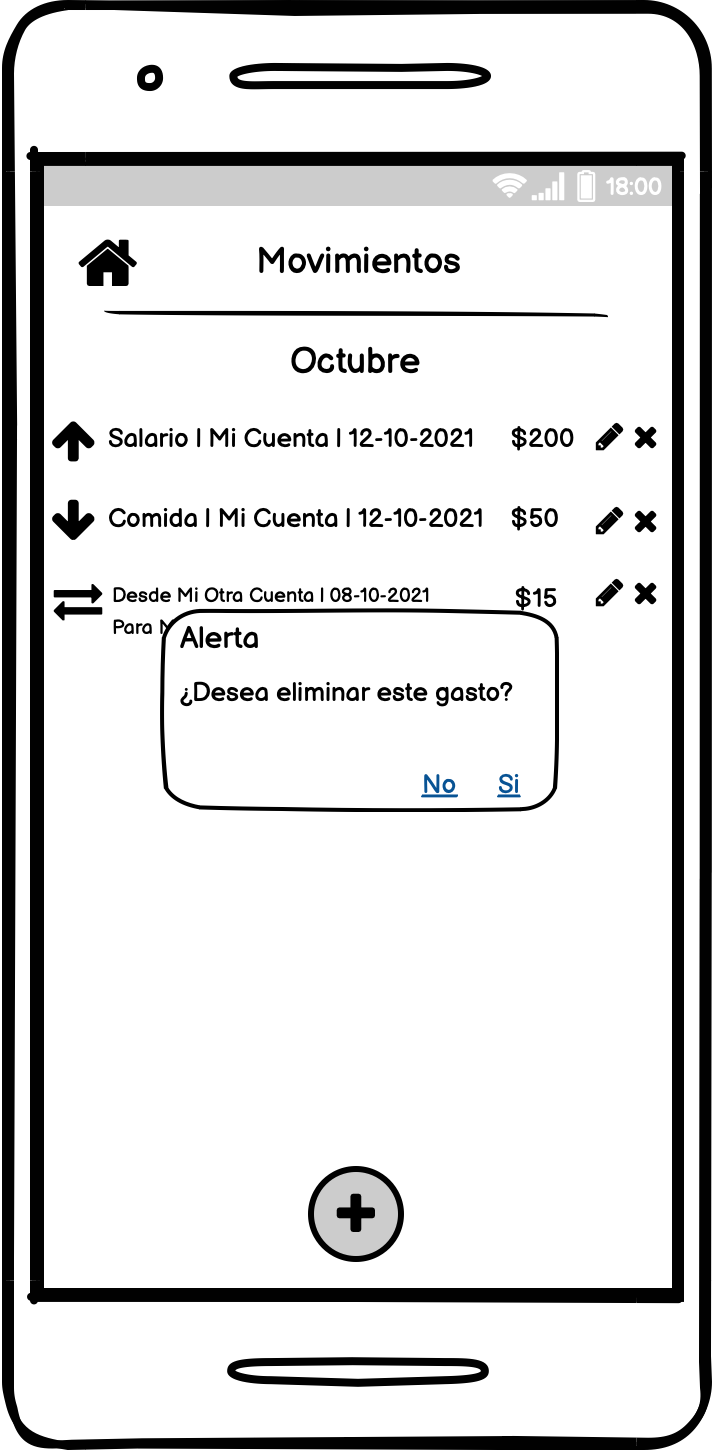 18:00
Movimientos
Octubre
Salario | Mi Cuenta | 12-10-2021 $200
Comida | Mi Cuenta | 12-10-2021 $50
Desde Mi Otra Cuenta | 08-10-2021 $15
Para
Alerta
¿Desea eliminar este gasto?
No Si